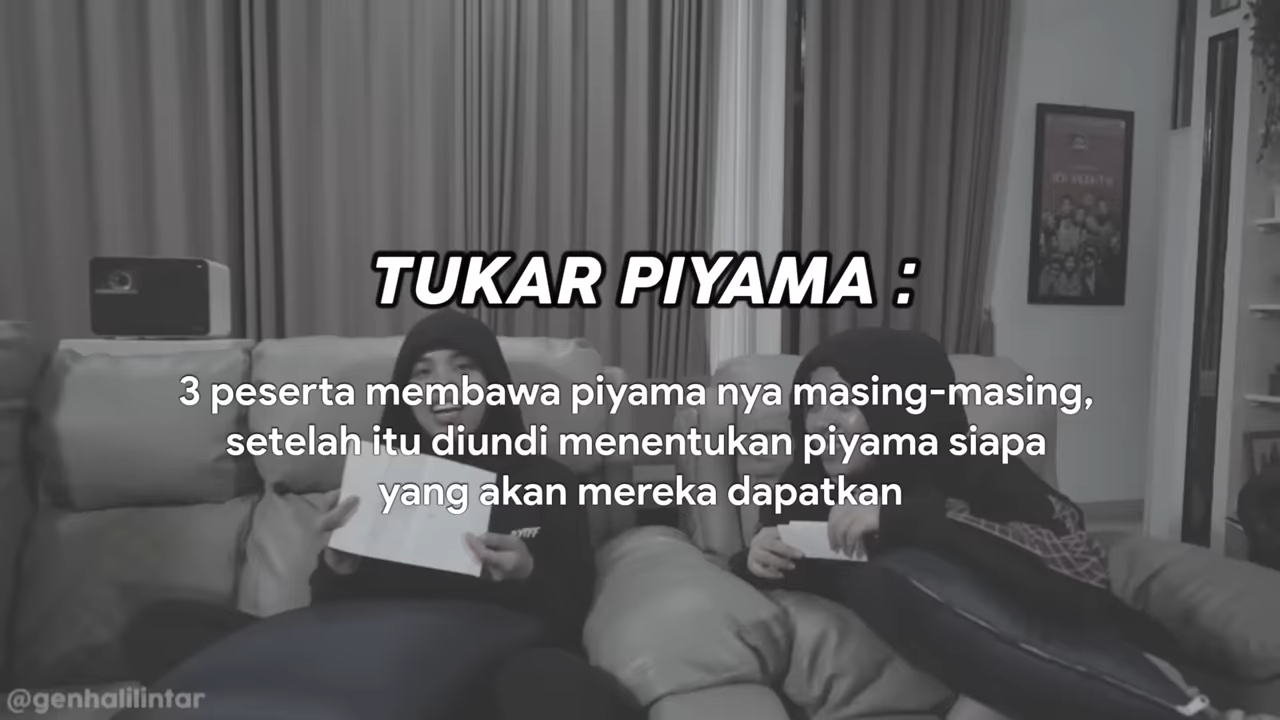 TUKAR PIYAMA :
3 peserta membawa piyama nya masing-masing,
setelah itu diundi menentukan piyama siapa
yang akan mereka dapatkan
@genhalilintar